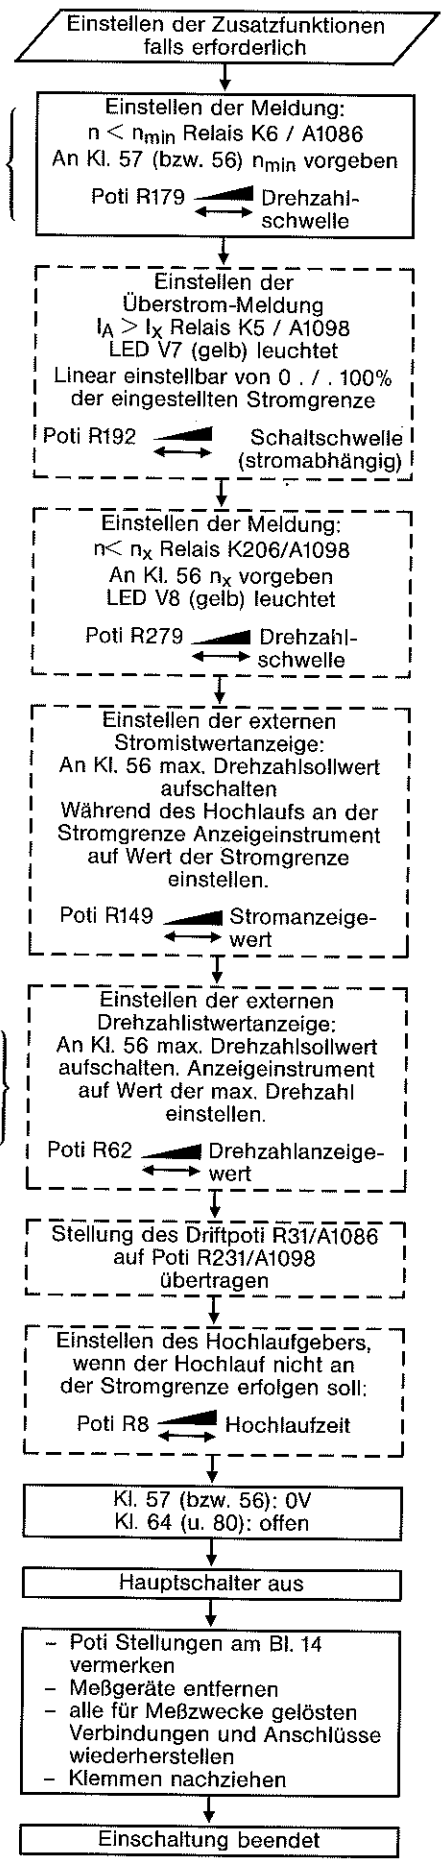 Einstellen der Zusatzfunktionen
falls erforderlich
Einstellen der Meldung:
n < nmin Relais K6 / A1086
An Kl. 57 (bzw. 56) nmin vorgeben
Poti R179 Drehzahl-
schwelle
Einstellen der
Überstrom-Meldung
IA > IX Relais K5 / A1098
LED V7 (gelb) leuchtet
Linear einstellbar von 0 . / . 100%
der eingestellten Stromgrenze
Poti R192 Schaltschwelle
(stromabhängig)
Einstellen der Meldung:
n< nx Relais K206/A1098
An Kl. 56 nx vorgeben
LED V8 (gelb) leuchtet
Poti R279 Drehzahl-
schwelle
Einstellen der externen
Stromistwertanzeige:
An Kl. 56 max. Drehzahlsollwert
aufschalten
Während des Hochlaufs an der
Stromgrenze Anzeigeinstrument
auf Wert der Stromgrenze
einstellen.
Poti R149 Stromanzeige-
wert
Einstellen der externen
Drehzahlistwertanzeige:
An Kl. 56 max. Drehzahlsollwert
aufschalten. Anzeigeinstrument
auf Wert der max. Drehzahl
einstellen.
Poti R62 Drehzahlanzeige-
wert
Stellung des Driftpoti R31/A1086
auf Poti R231/A1098
übertragen
Einstellen des Hochlaufgebers,
wenn der Hochlauf nicht an
der Stromgrenze erfolgen soll:
Poti R8 Hochlaufzeit
Kl. 57 (bzw. 56): 0V
Kl. 64 (u. 80): offen
Hauptschalter aus
– Poti Stellungen am Bl. 14
vermerken
– Meßgeräte entfernen
– alle für Meßzwecke gelösten
Verbindungen und Anschlüsse
wiederherstellen
– Klemmen nachziehen
Einschaltung beendet